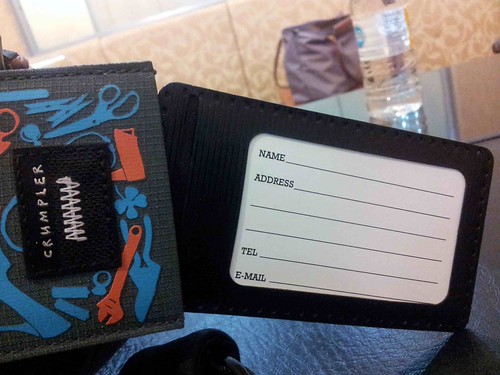 CRUMPLER
NAME
ADDRESS
TEL
E-MAIL